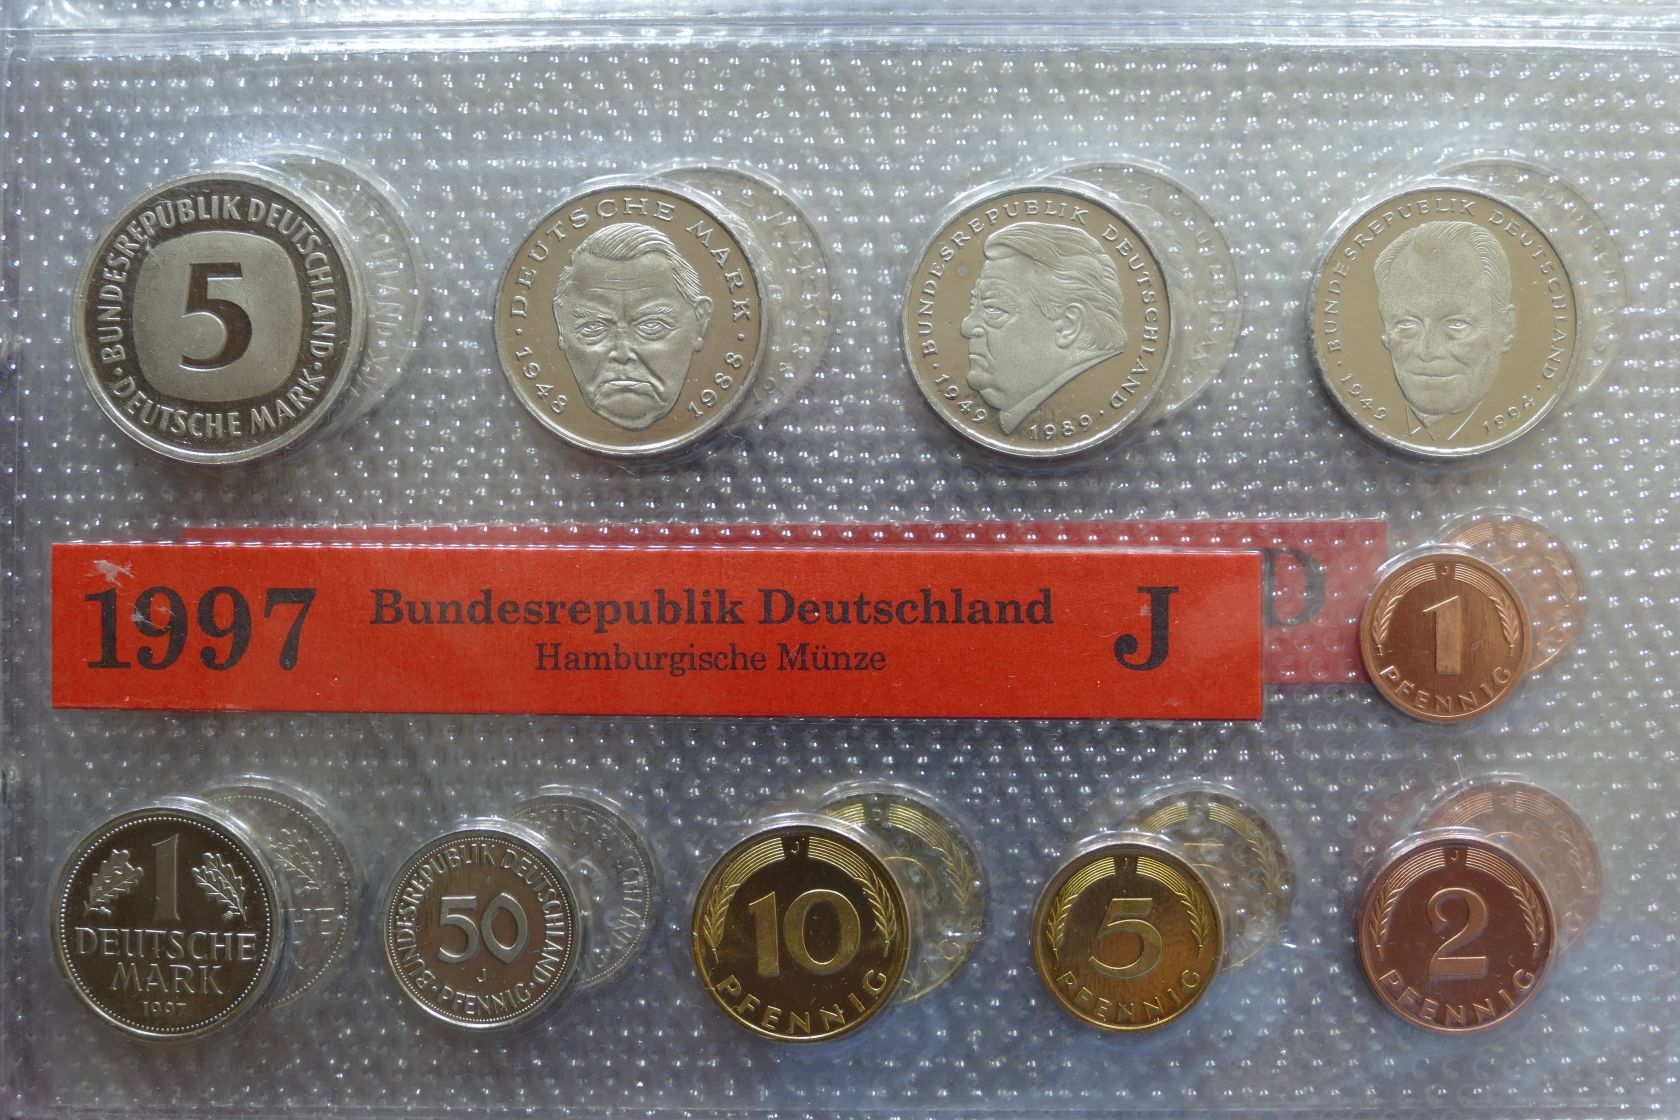 BUNDESREPUBLIK DEUTSCHLAND
5
DEUTSCHE MARK
DEUTSCHE MARK
1948 1988
BUNDESREPUBLIK DEUTSCHLAND
1949 1989
BUNDESREPUBLIK DEUTSCHLAND
1949 1994
1997 Bundesrepublik Deutschland J
Hamburgische Münze
D
J
1
PFENNIG
1
DEUTSCHE
MARK
1997
BUNDESREPUBLIK DEUTSCHLAND
50
J
PFENNIG
J
10
PFENNIG
J
5
PFENNIG
J
2
PFENNIG